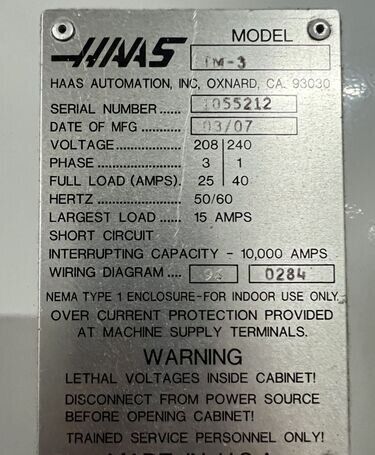 HAAS
MODEL
TM-3
HAAS AUTOMATION, INC, OXNARD, CA. 93030
SERIAL NUMBER ...... 1055212
DATE OF MFG .......... 03/07
VOLTAGE............... 208 | 240
PHASE .................... 3 | 1
FULL LOAD (AMPS). 25 | 40
HERTZ .................... 50/60
LARGEST LOAD ...... 15 AMPS
SHORT CIRCUIT
INTERRUPTING CAPACITY - 10,000 AMPS
WIRING DIAGRAM .... 0284
NEMA TYPE 1 ENCLOSURE-FOR INDOOR USE ONLY.
OVER CURRENT PROTECTION PROVIDED
AT MACHINE SUPPLY TERMINALS.
WARNING
LETHAL VOLTAGES INSIDE CABINET!
DISCONNECT FROM POWER SOURCE
BEFORE OPENING CABINET!
TRAINED SERVICE PERSONNEL ONLY!
MADE IN U.S.A.